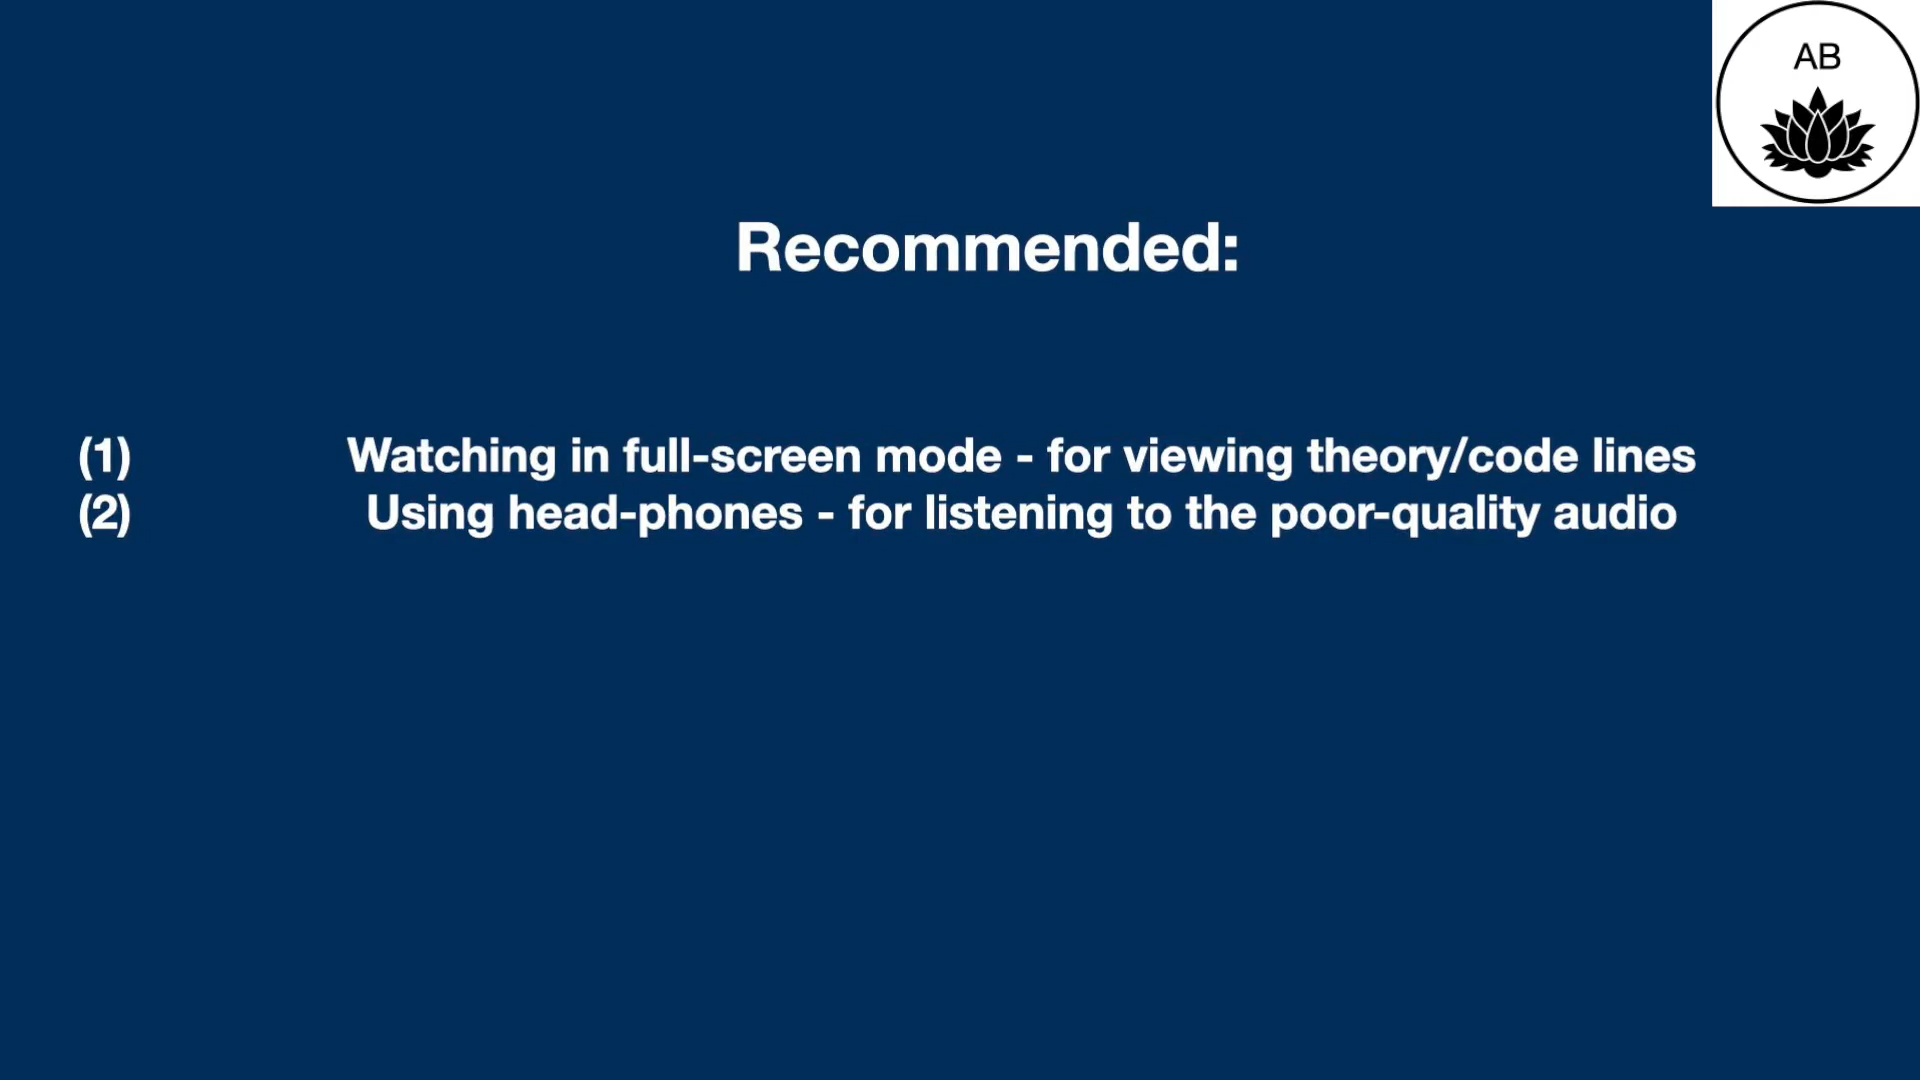 AB
Recommended:
(1) Watching in full-screen mode - for viewing theory/code lines
(2) Using head-phones - for listening to the poor-quality audio